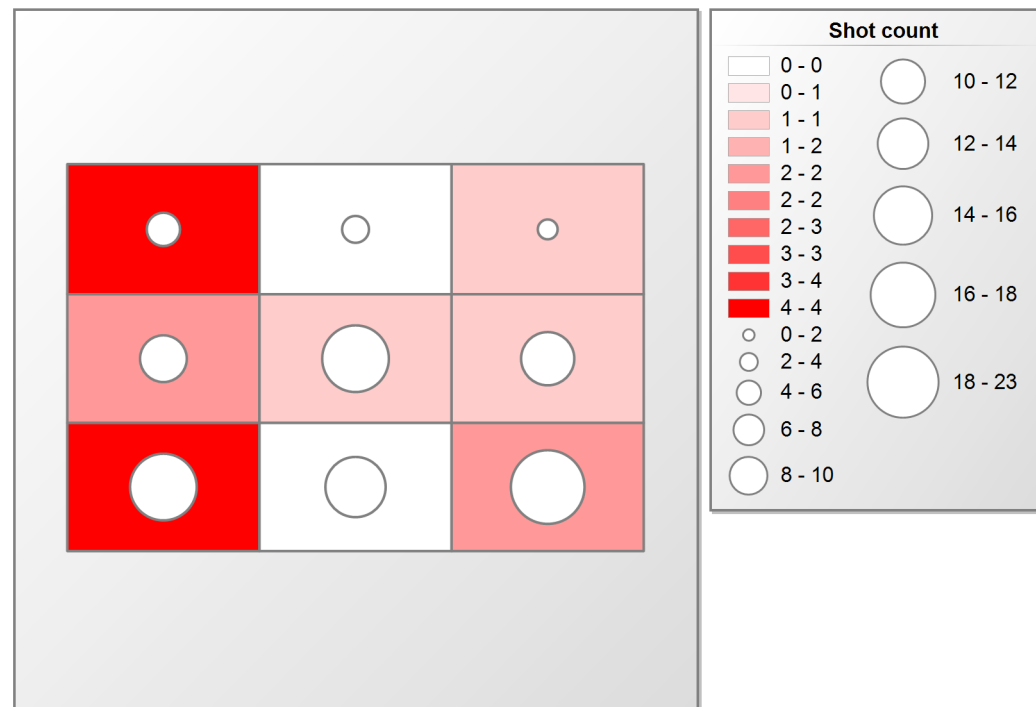 Shot count
0 - 0
0 - 1
1 - 1
1 - 2
2 - 2
2 - 2
2 - 3
3 - 3
3 - 4
4 - 4
0 - 2
2 - 4
4 - 6
6 - 8
8 - 10
10 - 12
12 - 14
14 - 16
16 - 18
18 - 23